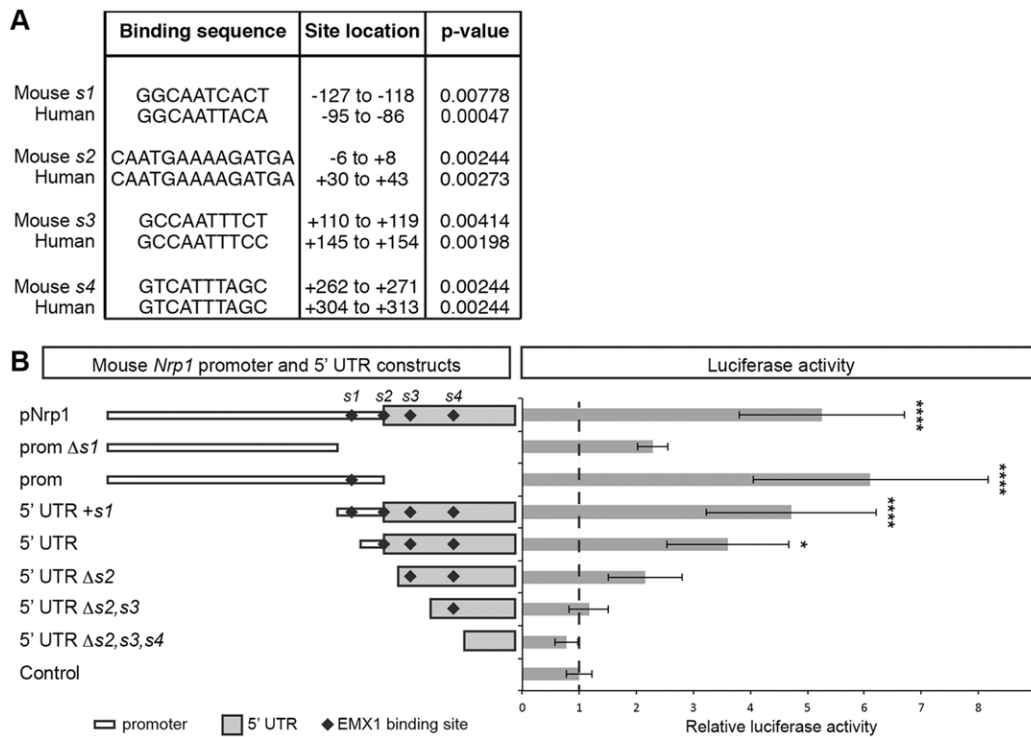 A
Binding sequence Site location p-value
Mouse s1 GGCAATCACT -127 to -118 0.00778
Human GGCAATTACA -95 to -86 0.00047
Mouse s2 CAATGAAAAGATGA -6 to +8 0.00244
Human CAATGAAAAGATGA +30 to +43 0.00273
Mouse s3 GCCAATTTCT +110 to +119 0.00414
Human GCCAATTTCC +145 to +154 0.00198
Mouse s4 GTCATTTAGC +262 to +271 0.00244
Human GTCATTTAGC +304 to +313 0.00244
B
Mouse Nrp1 promoter and 5' UTR constructs Luciferase activity
s1 s2 s3 s4
pNrp1 ****
prom Δs1
prom ****
5' UTR +s1 ****
5' UTR *
5' UTR Δs2
5' UTR Δs2,s3
5' UTR Δs2,s3,s4
Control
0 1 2 3 4 5 6 7 8
promoter 5' UTR EMX1 binding site Relative luciferase activity